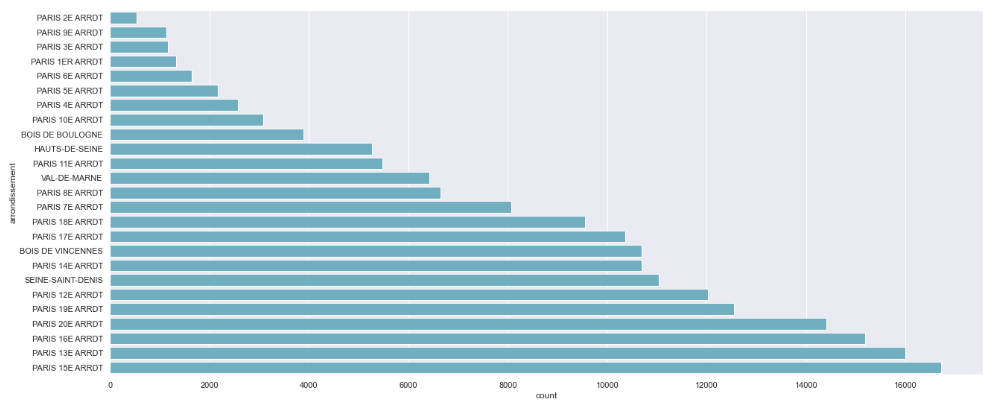 PARIS 2E ARRDT
PARIS 9E ARRDT
PARIS 3E ARRDT
PARIS 1ER ARRDT
PARIS 6E ARRDT
PARIS 5E ARRDT
PARIS 4E ARRDT
PARIS 10E ARRDT
BOIS DE BOULOGNE
HAUTS-DE-SEINE
PARIS 11E ARRDT
VAL-DE-MARNE
PARIS 8E ARRDT
PARIS 7E ARRDT
PARIS 18E ARRDT
PARIS 17E ARRDT
BOIS DE VINCENNES
PARIS 14E ARRDT
SEINE-SAINT-DENIS
PARIS 12E ARRDT
PARIS 19E ARRDT
PARIS 20E ARRDT
PARIS 16E ARRDT
PARIS 13E ARRDT
PARIS 15E ARRDT
arrondissement
0 2000 4000 6000 8000 10000 12000 14000 16000
count